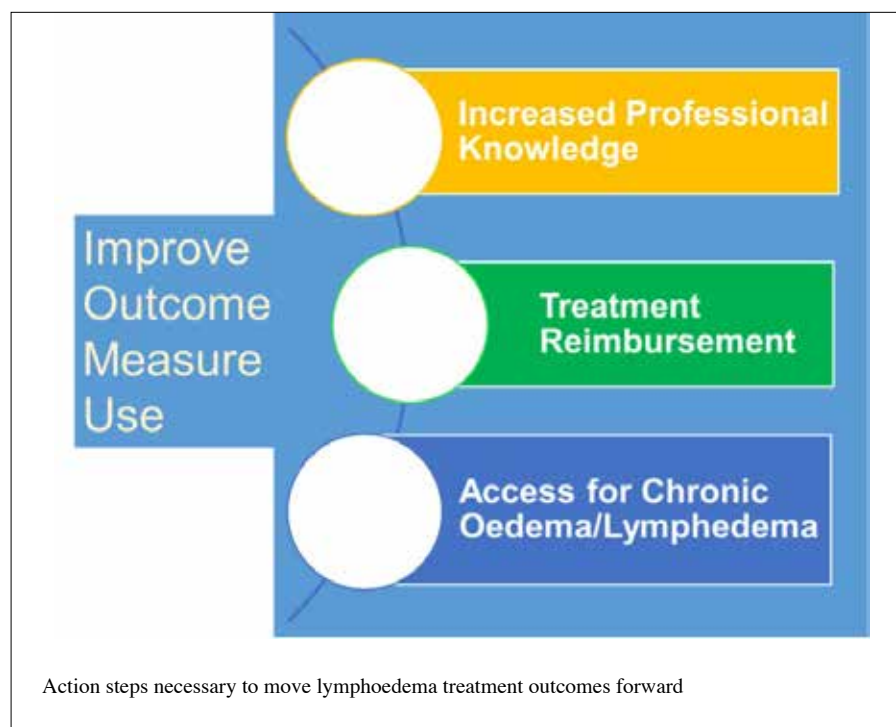 Improve
Outcome
Measure
Use
Increased Professional
Knowledge
Treatment
Reimbursement
Access for Chronic
Oedema/Lymphedema
Action steps necessary to move lymphoedema treatment outcomes forward